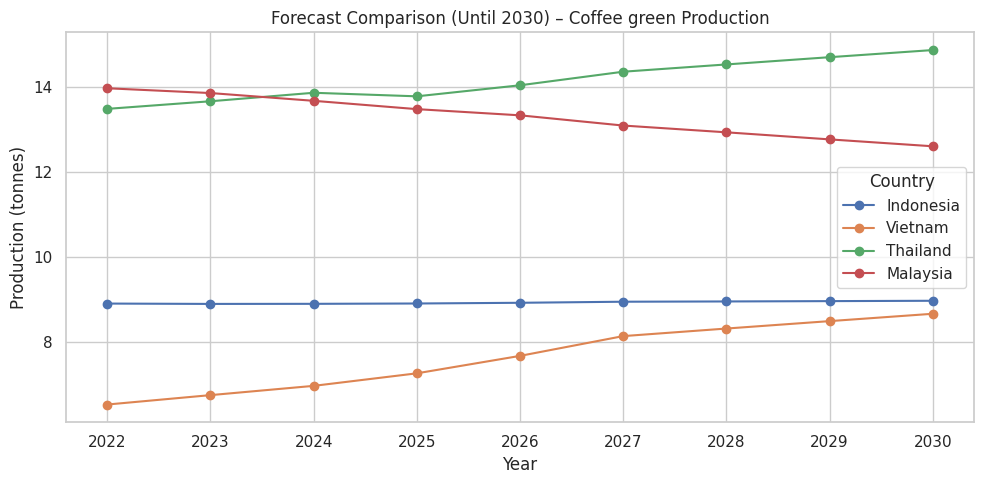 Forecast Comparison (Until 2030) – Coffee green Production
Production (tonnes)
14
12
10
8
Country
Indonesia
Vietnam
Thailand
Malaysia
2022 2023 2024 2025 2026 2027 2028 2029 2030
Year